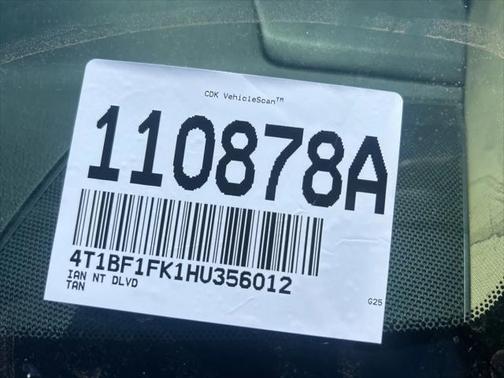 CDK VehicleScan™
110878A
4T1BF1FK1HU356012
IAN NT DLVD
TAN
G25